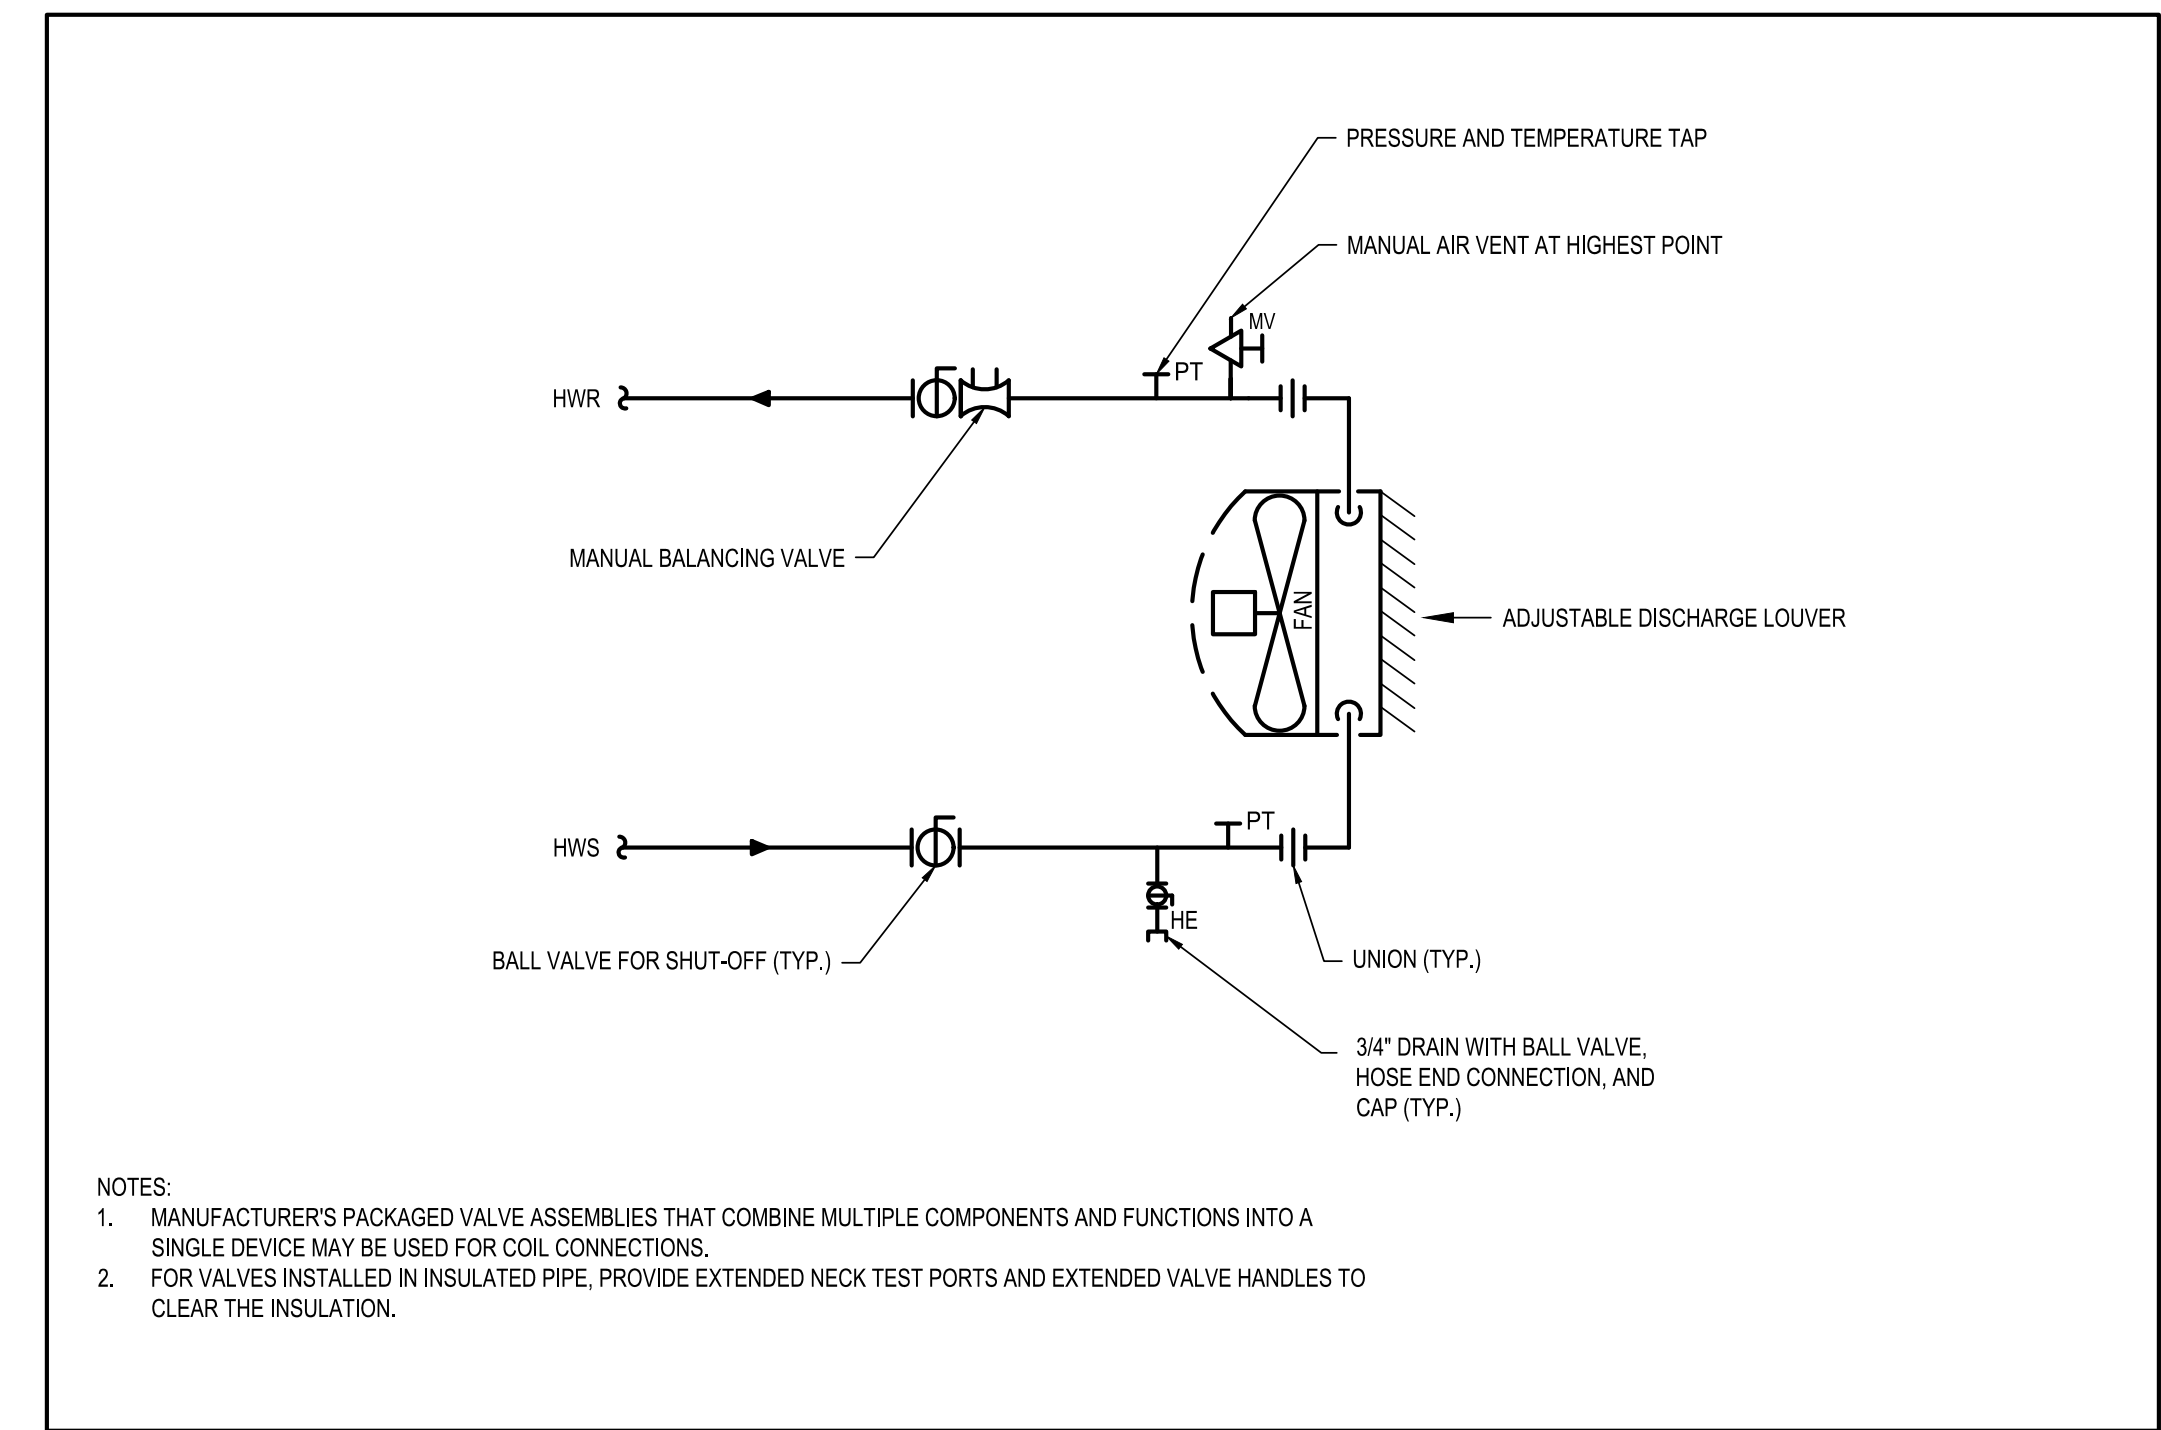 PRESSURE AND TEMPERATURE TAP
MANUAL AIR VENT AT HIGHEST POINT
MV
PT
HWR
MANUAL BALANCING VALVE
FAN
ADJUSTABLE DISCHARGE LOUVER
PT
HWS
HE
BALL VALVE FOR SHUT-OFF (TYP.)
UNION (TYP.)
3/4" DRAIN WITH BALL VALVE,
HOSE END CONNECTION, AND
CAP (TYP.)
NOTES:
1. MANUFACTURER'S PACKAGED VALVE ASSEMBLIES THAT COMBINE MULTIPLE COMPONENTS AND FUNCTIONS INTO A
SINGLE DEVICE MAY BE USED FOR COIL CONNECTIONS.
2. FOR VALVES INSTALLED IN INSULATED PIPE, PROVIDE EXTENDED NECK TEST PORTS AND EXTENDED VALVE HANDLES TO
CLEAR THE INSULATION.